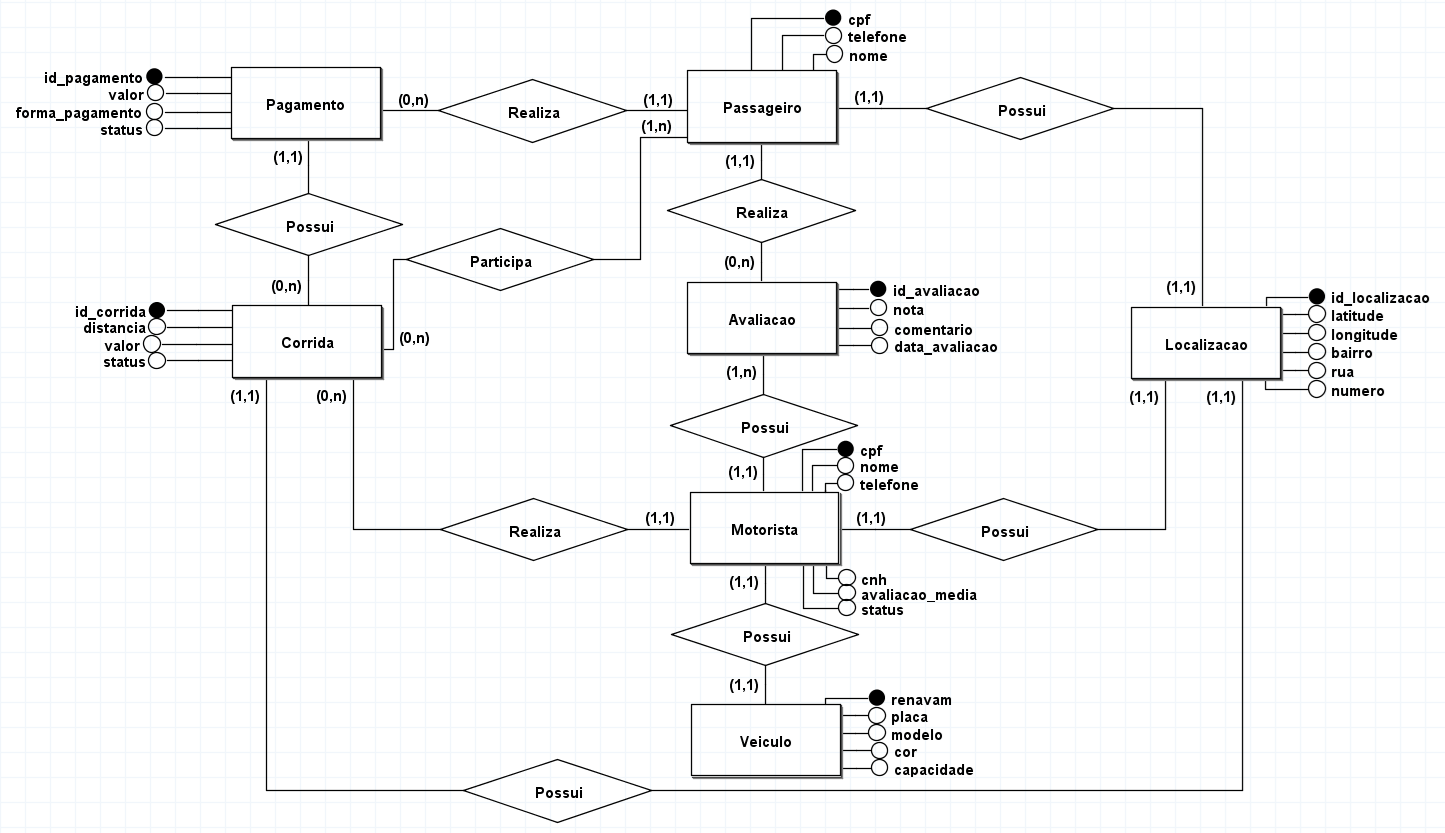 cpf
telefone
nome
id_pagamento
valor
forma_pagamento
status
Pagamento
(0,n)
Realiza
(1,1)
(1,n)
Passageiro
(1,1)
Possui
(1,1)
Possui
(0,n)
Participa
(0,n)
(1,1)
Realiza
(0,n)
(1,1)
id_corrida
distancia
valor
status
Corrida
(1,1)
(0,n)
Avaliacao
id_avaliacao
nota
comentario
data_avaliacao
Localizacao
id_localizacao
latitude
longitude
bairro
rua
numero
(1,1)
(1,1)
(1,n)
Possui
(1,1)
cpf
nome
telefone
Realiza
(1,1)
Motorista
(1,1)
Possui
cnh
avaliacao_media
status
(1,1)
Possui
(1,1)
Veiculo
renavam
placa
modelo
cor
capacidade
Possui